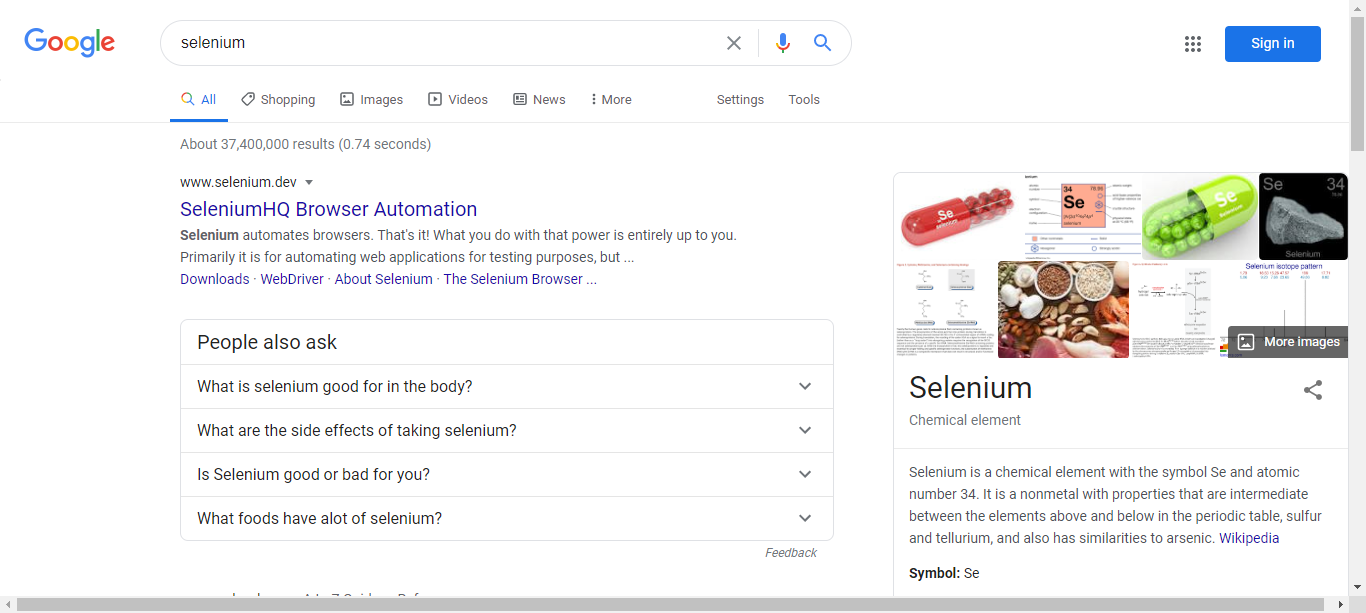 Google
selenium
Sign in
All
Shopping
Images
Videos
News
More
Settings
Tools
About 37,400,000 results (0.74 seconds)
www.selenium.dev
SeleniumHQ Browser Automation
Selenium automates browsers. That's it! What you do with that power is entirely up to you.
Primarily it is for automating web applications for testing purposes, but ...
Downloads · WebDriver · About Selenium · The Selenium Browser ...
People also ask
What is selenium good for in the body?
What are the side effects of taking selenium?
Is Selenium good or bad for you?
What foods have alot of selenium?
Feedback
Se
Selenium
34
Se
Selenium
Se
Se 34
Selenium
Selenium isotope pattern
More images
Selenium
Chemical element
Selenium is a chemical element with the symbol Se and atomic
number 34. It is a nonmetal with properties that are intermediate
between the elements above and below in the periodic table, sulfur
and tellurium, and also has similarities to arsenic. Wikipedia
Symbol: Se